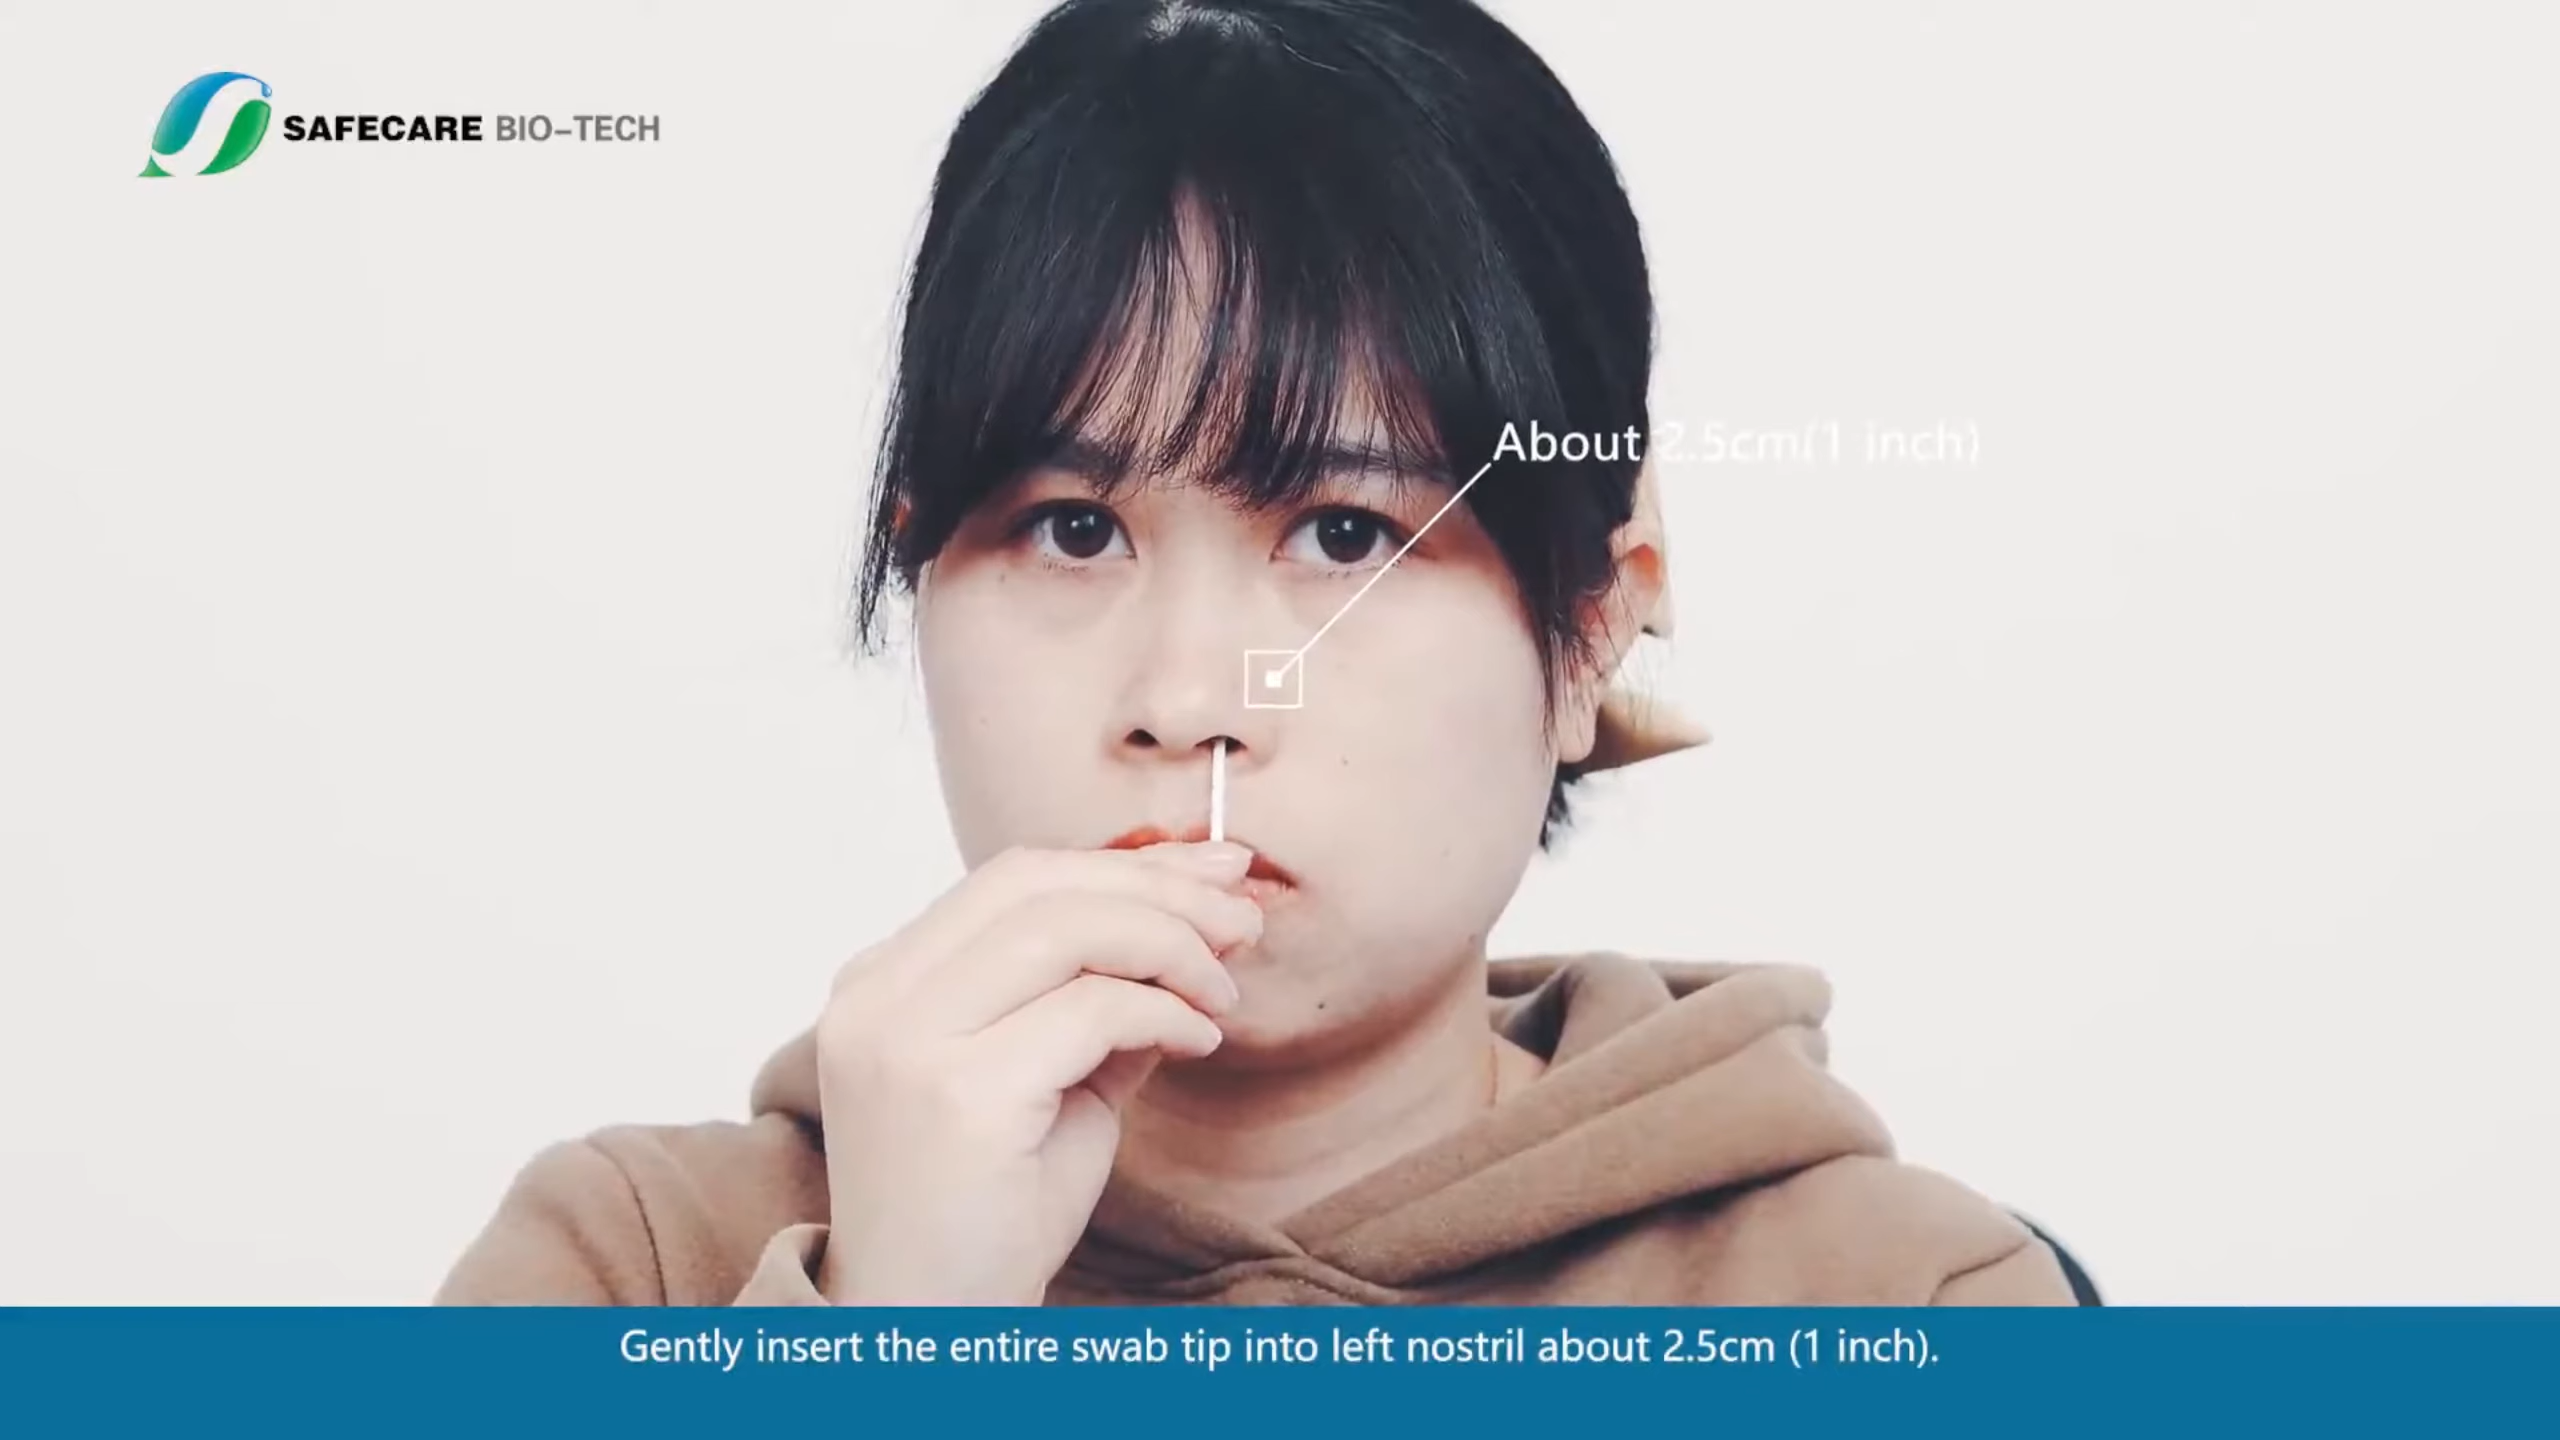 SAFECARE BIO-TECH
About 2.5cm(1 inch)
Gently insert the entire swab tip into left nostril about 2.5cm (1 inch).